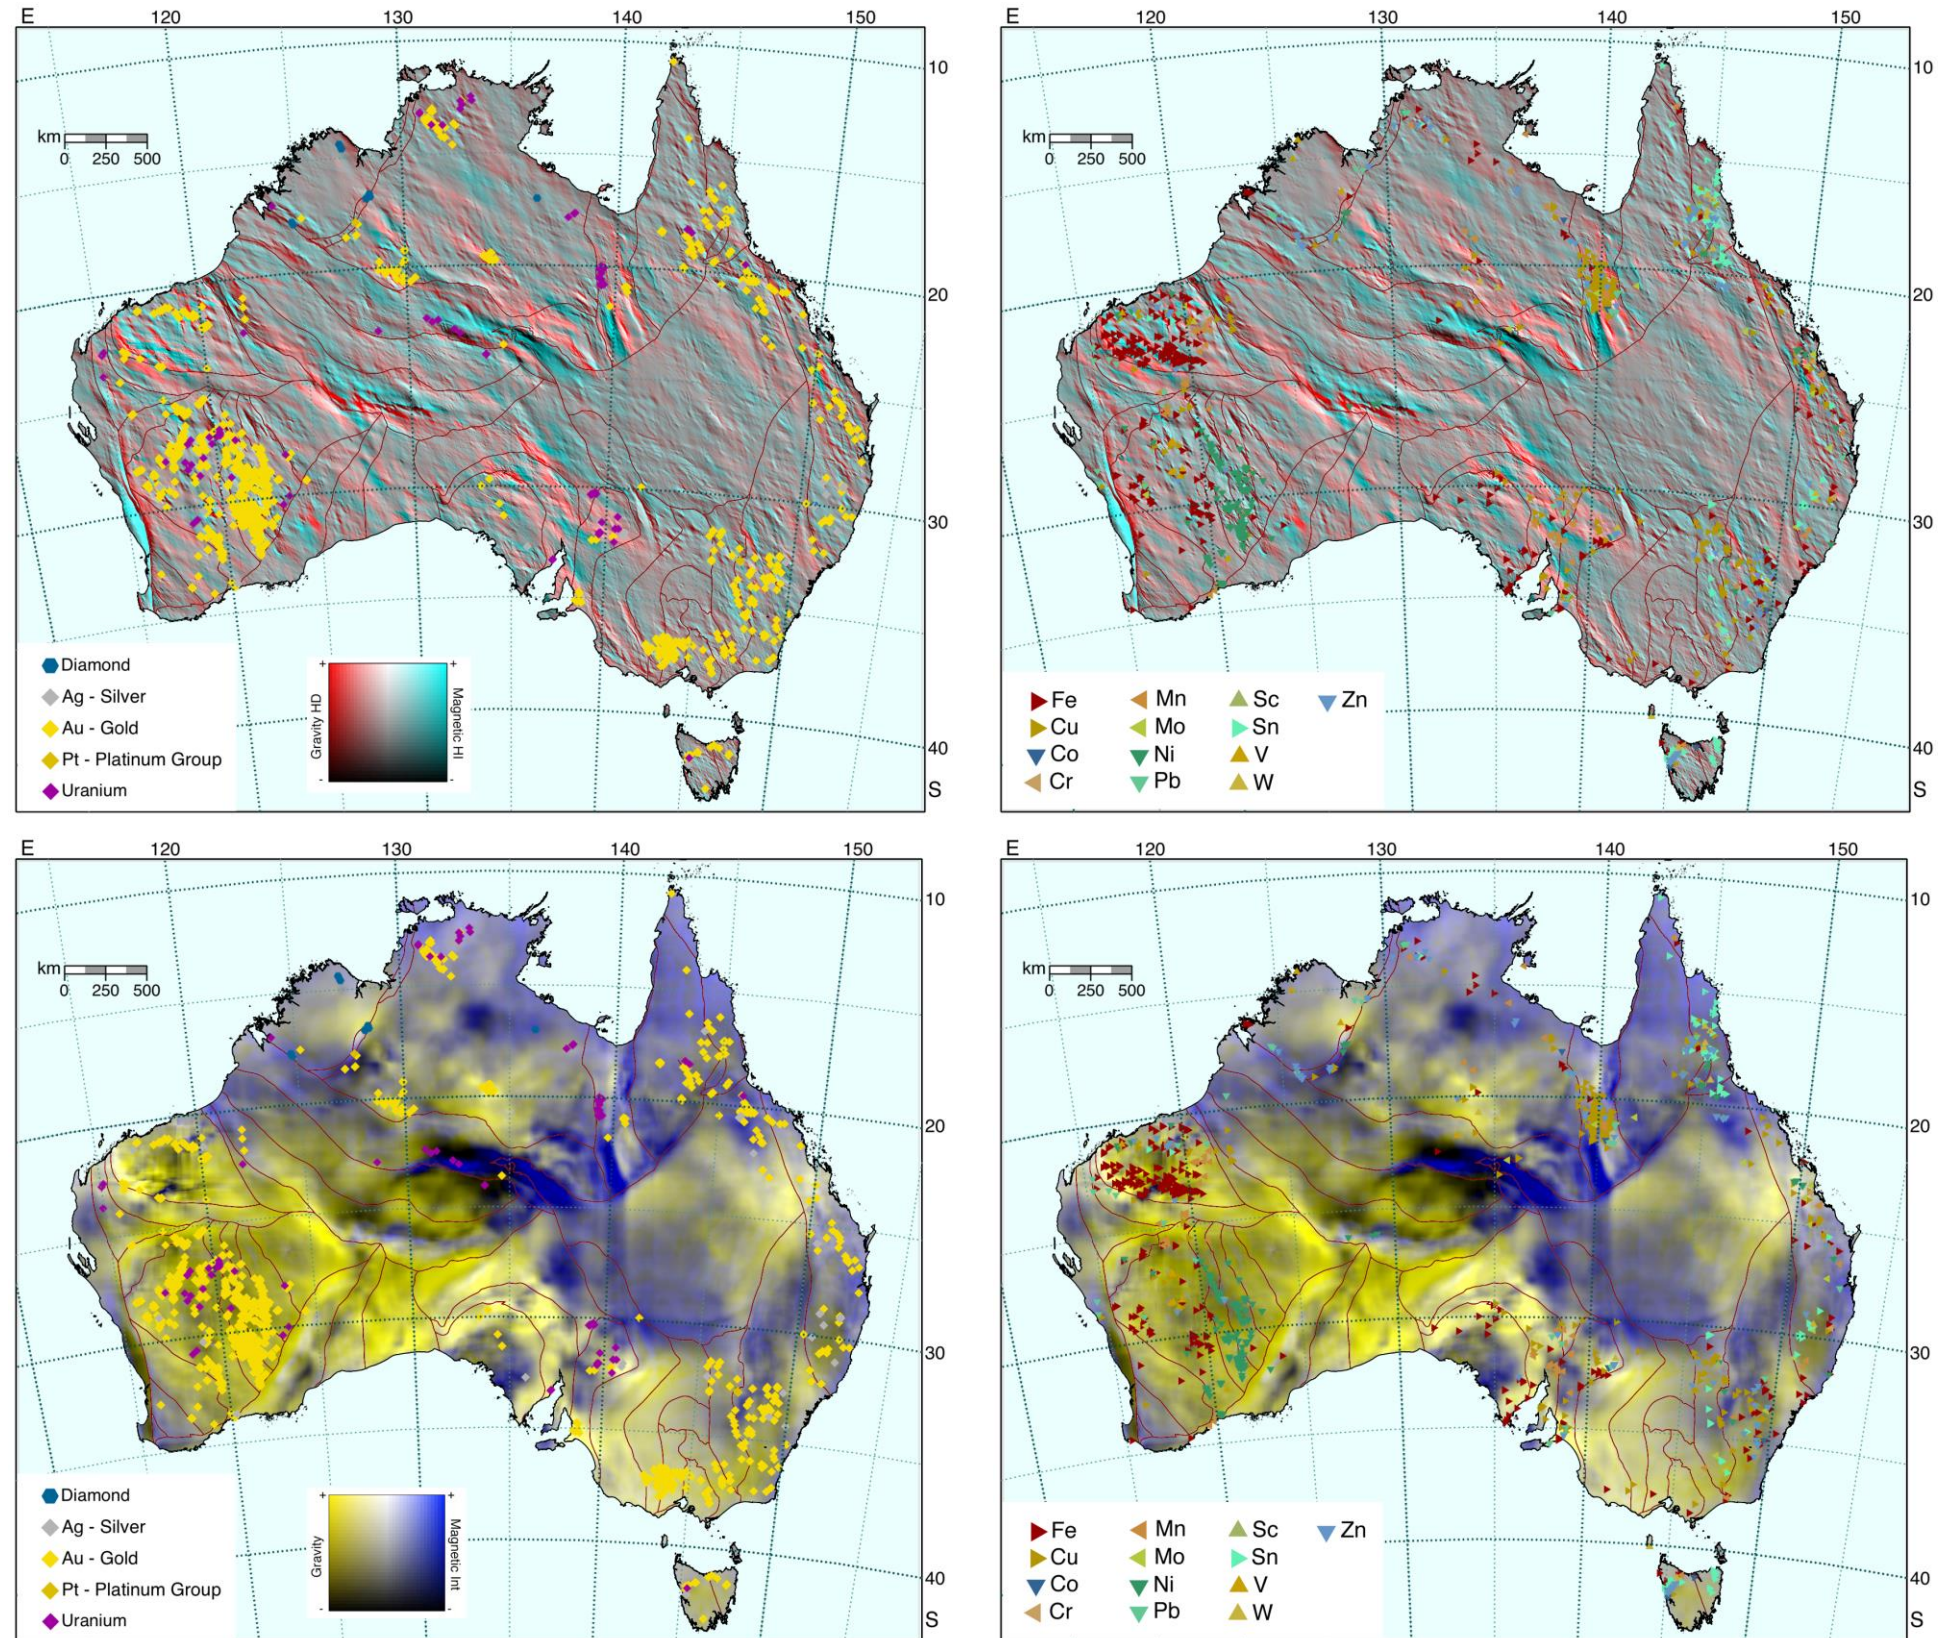 E 120 130 140 150
10
20
30
40
S
km
0 250 500
Diamond
Ag - Silver
Au - Gold
Pt - Platinum Group
Uranium
+ +
Gravity HD
Magnetic HI
- -
E 120 130 140 150
10
20
30
40
S
km
0 250 500
Fe Mn Sc Zn
Cu Mo Sn
Co Ni V
Cr Pb W
E 120 130 140 150
10
20
30
40
S
km
0 250 500
Diamond
Ag - Silver
Au - Gold
Pt - Platinum Group
Uranium
+ +
Gravity
Magnetic Int
- -
E 120 130 140 150
10
20
30
40
S
km
0 250 500
Fe Mn Sc Zn
Cu Mo Sn
Co Ni V
Cr Pb W